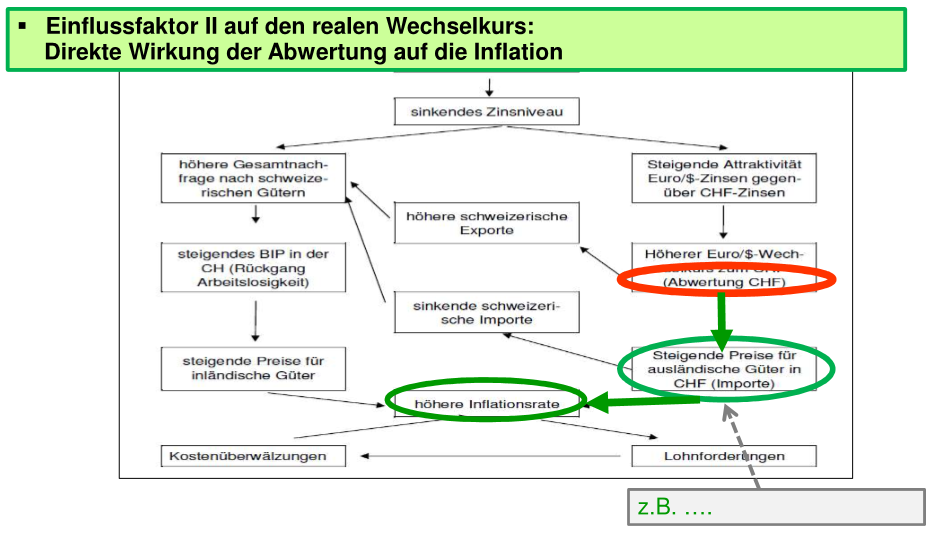 ▪ Einflussfaktor II auf den realen Wechselkurs:
Direkte Wirkung der Abwertung auf die Inflation
sinkendes Zinsniveau
höhere Gesamtnach-
frage nach schweize-
rischen Gütern
Steigende Attraktivität
Euro/$-Zinsen gegen-
über CHF-Zinsen
höhere schweizerische
Exporte
steigendes BIP in der
CH (Rückgang
Arbeitslosigkeit)
Höherer Euro/$-Wech-
selkurs zum CHF
(Abwertung CHF)
sinkende schweizeri-
sche Importe
steigende Preise für
inländische Güter
Steigende Preise für
ausländische Güter in
CHF (Importe)
höhere Inflationsrate
Kostenüberwälzungen
Lohnforderungen
z.B. ....